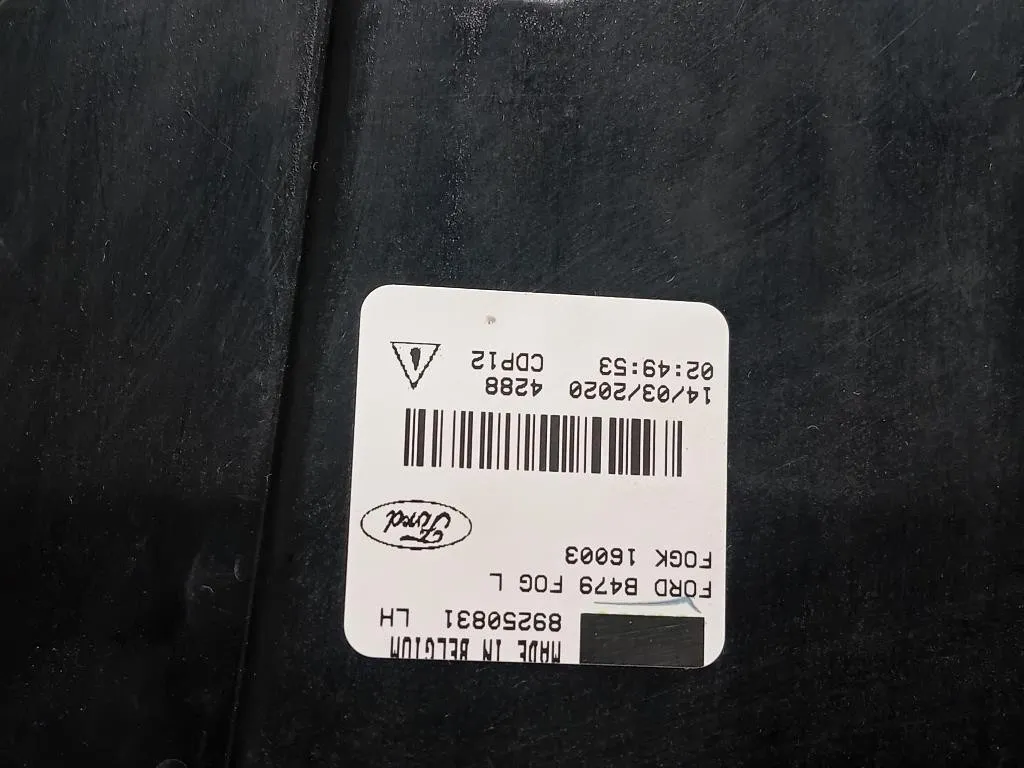 MADE IN BELGIUM
89250831 LH
FORD B479 FOG L
FOGK 16003
Ford
14/03/2020 4288
02:49:53 CDP12